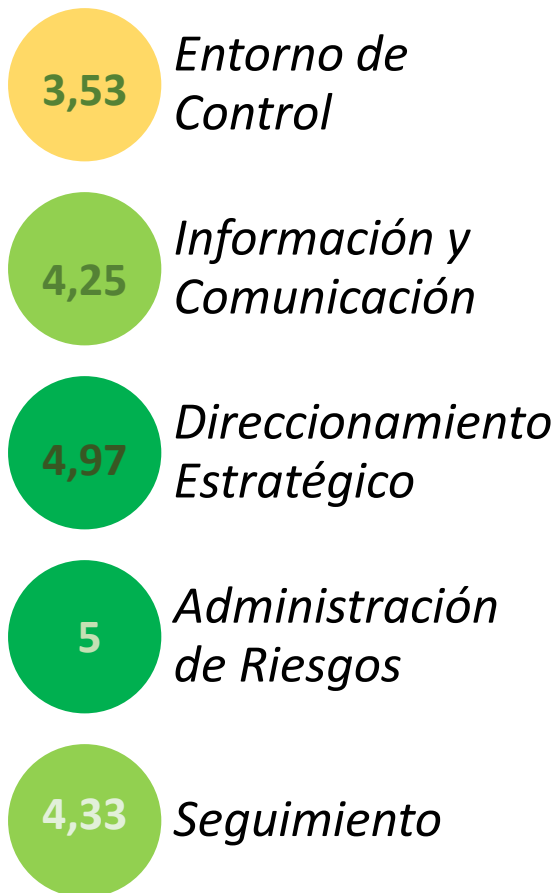 3,53
Entorno de
Control
4,25
Información y
Comunicación
4,97
Direccionamiento
Estratégico
5
Administración
de Riesgos
4,33
Seguimiento